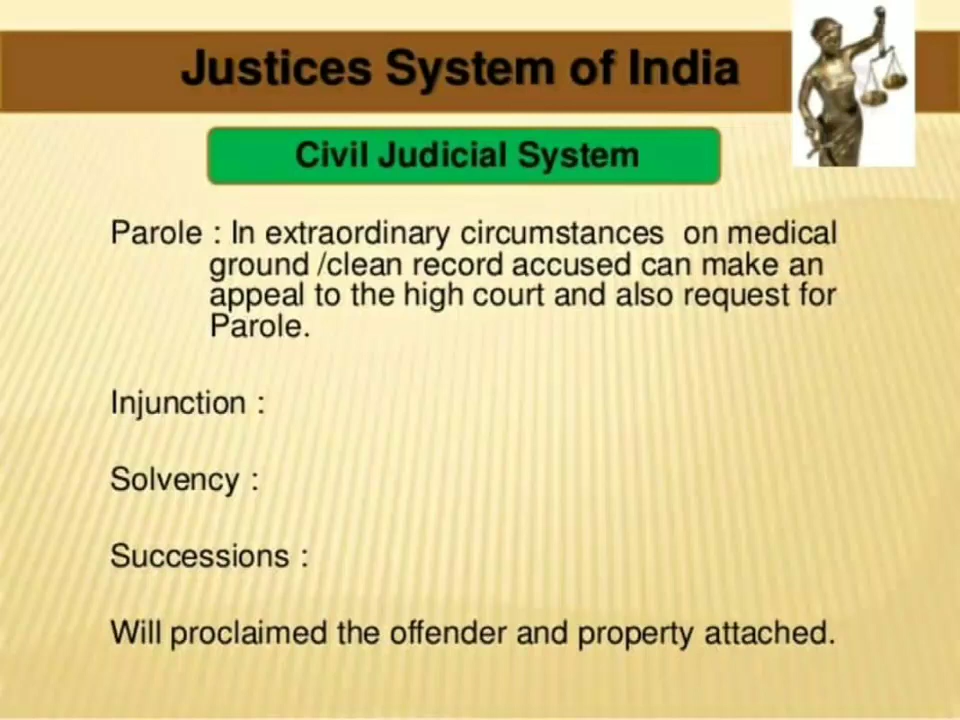 Justices System of India
Civil Judicial System
Parole : In extraordinary circumstances on medical
ground /clean record accused can make an
appeal to the high court and also request for
Parole.
Injunction :
Solvency :
Successions :
Will proclaimed the offender and property attached.